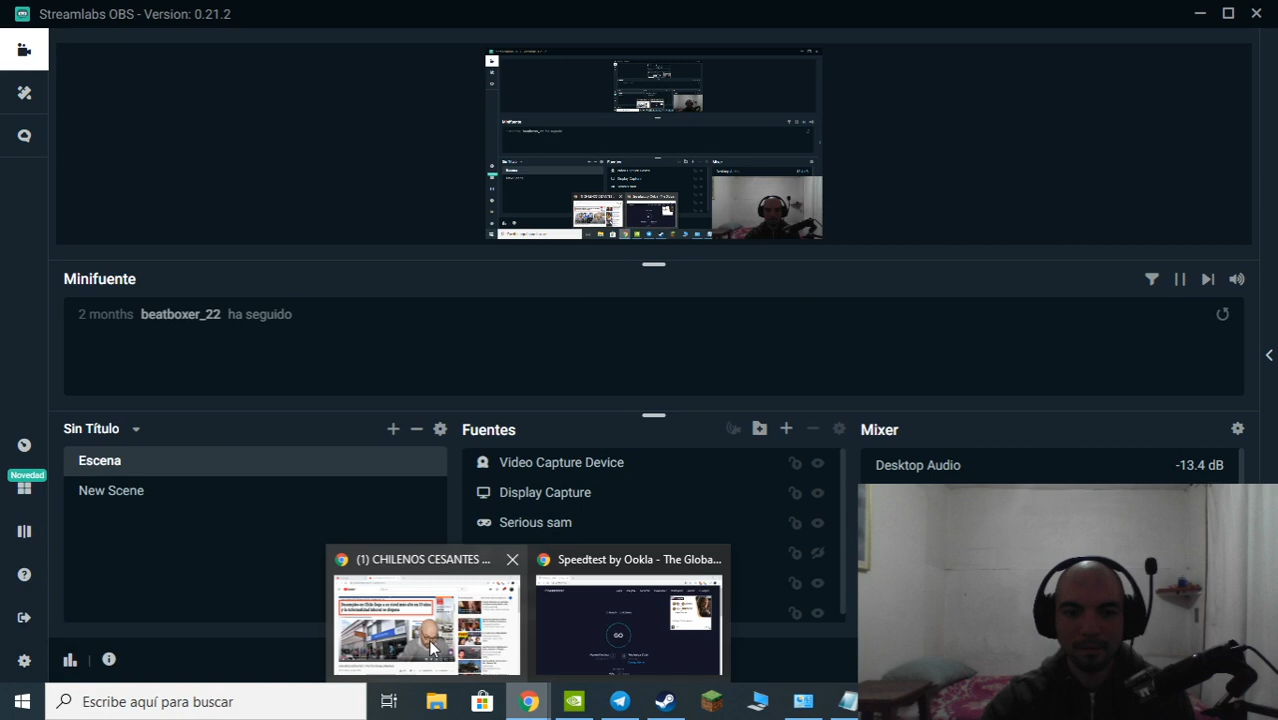 Streamlabs OBS - Version: 0.21.2
Minifuente
2 months beatboxer_22 ha seguido
Sin Título
Fuentes
Mixer
Escena
New Scene
Video Capture Device
Display Capture
Serious sam
Desktop Audio -13.4 dB
Novedad
(1) CHILENOS CESANTES ...
Speedtest by Ookla - The Globa...
GO
Escribe aquí para buscar